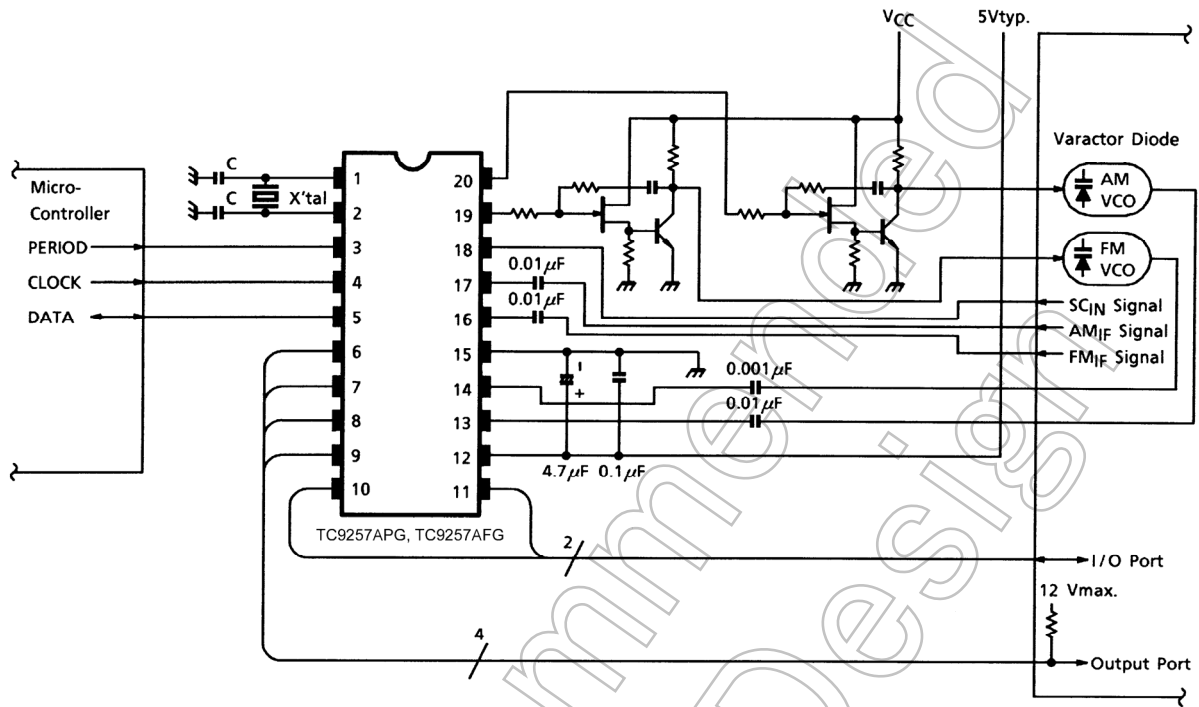 VCC
5Vtyp.
Varactor Diode
AM
VCO
FM
VCO
C
C
X'tal
Micro-
Controller
PERIOD
CLOCK
DATA
1
2
3
4
5
6
7
8
9
10
20
19
18
17
16
15
14
13
12
11
0.01μF
0.01μF
SCIN Signal
AMIF Signal
FMIF Signal
-
+
0.001μF
0.01μF
4.7μF
0.1μF
TC9257APG, TC9257AFG
2
I/O Port
12 Vmax.
4
Output Port
mmended
Design